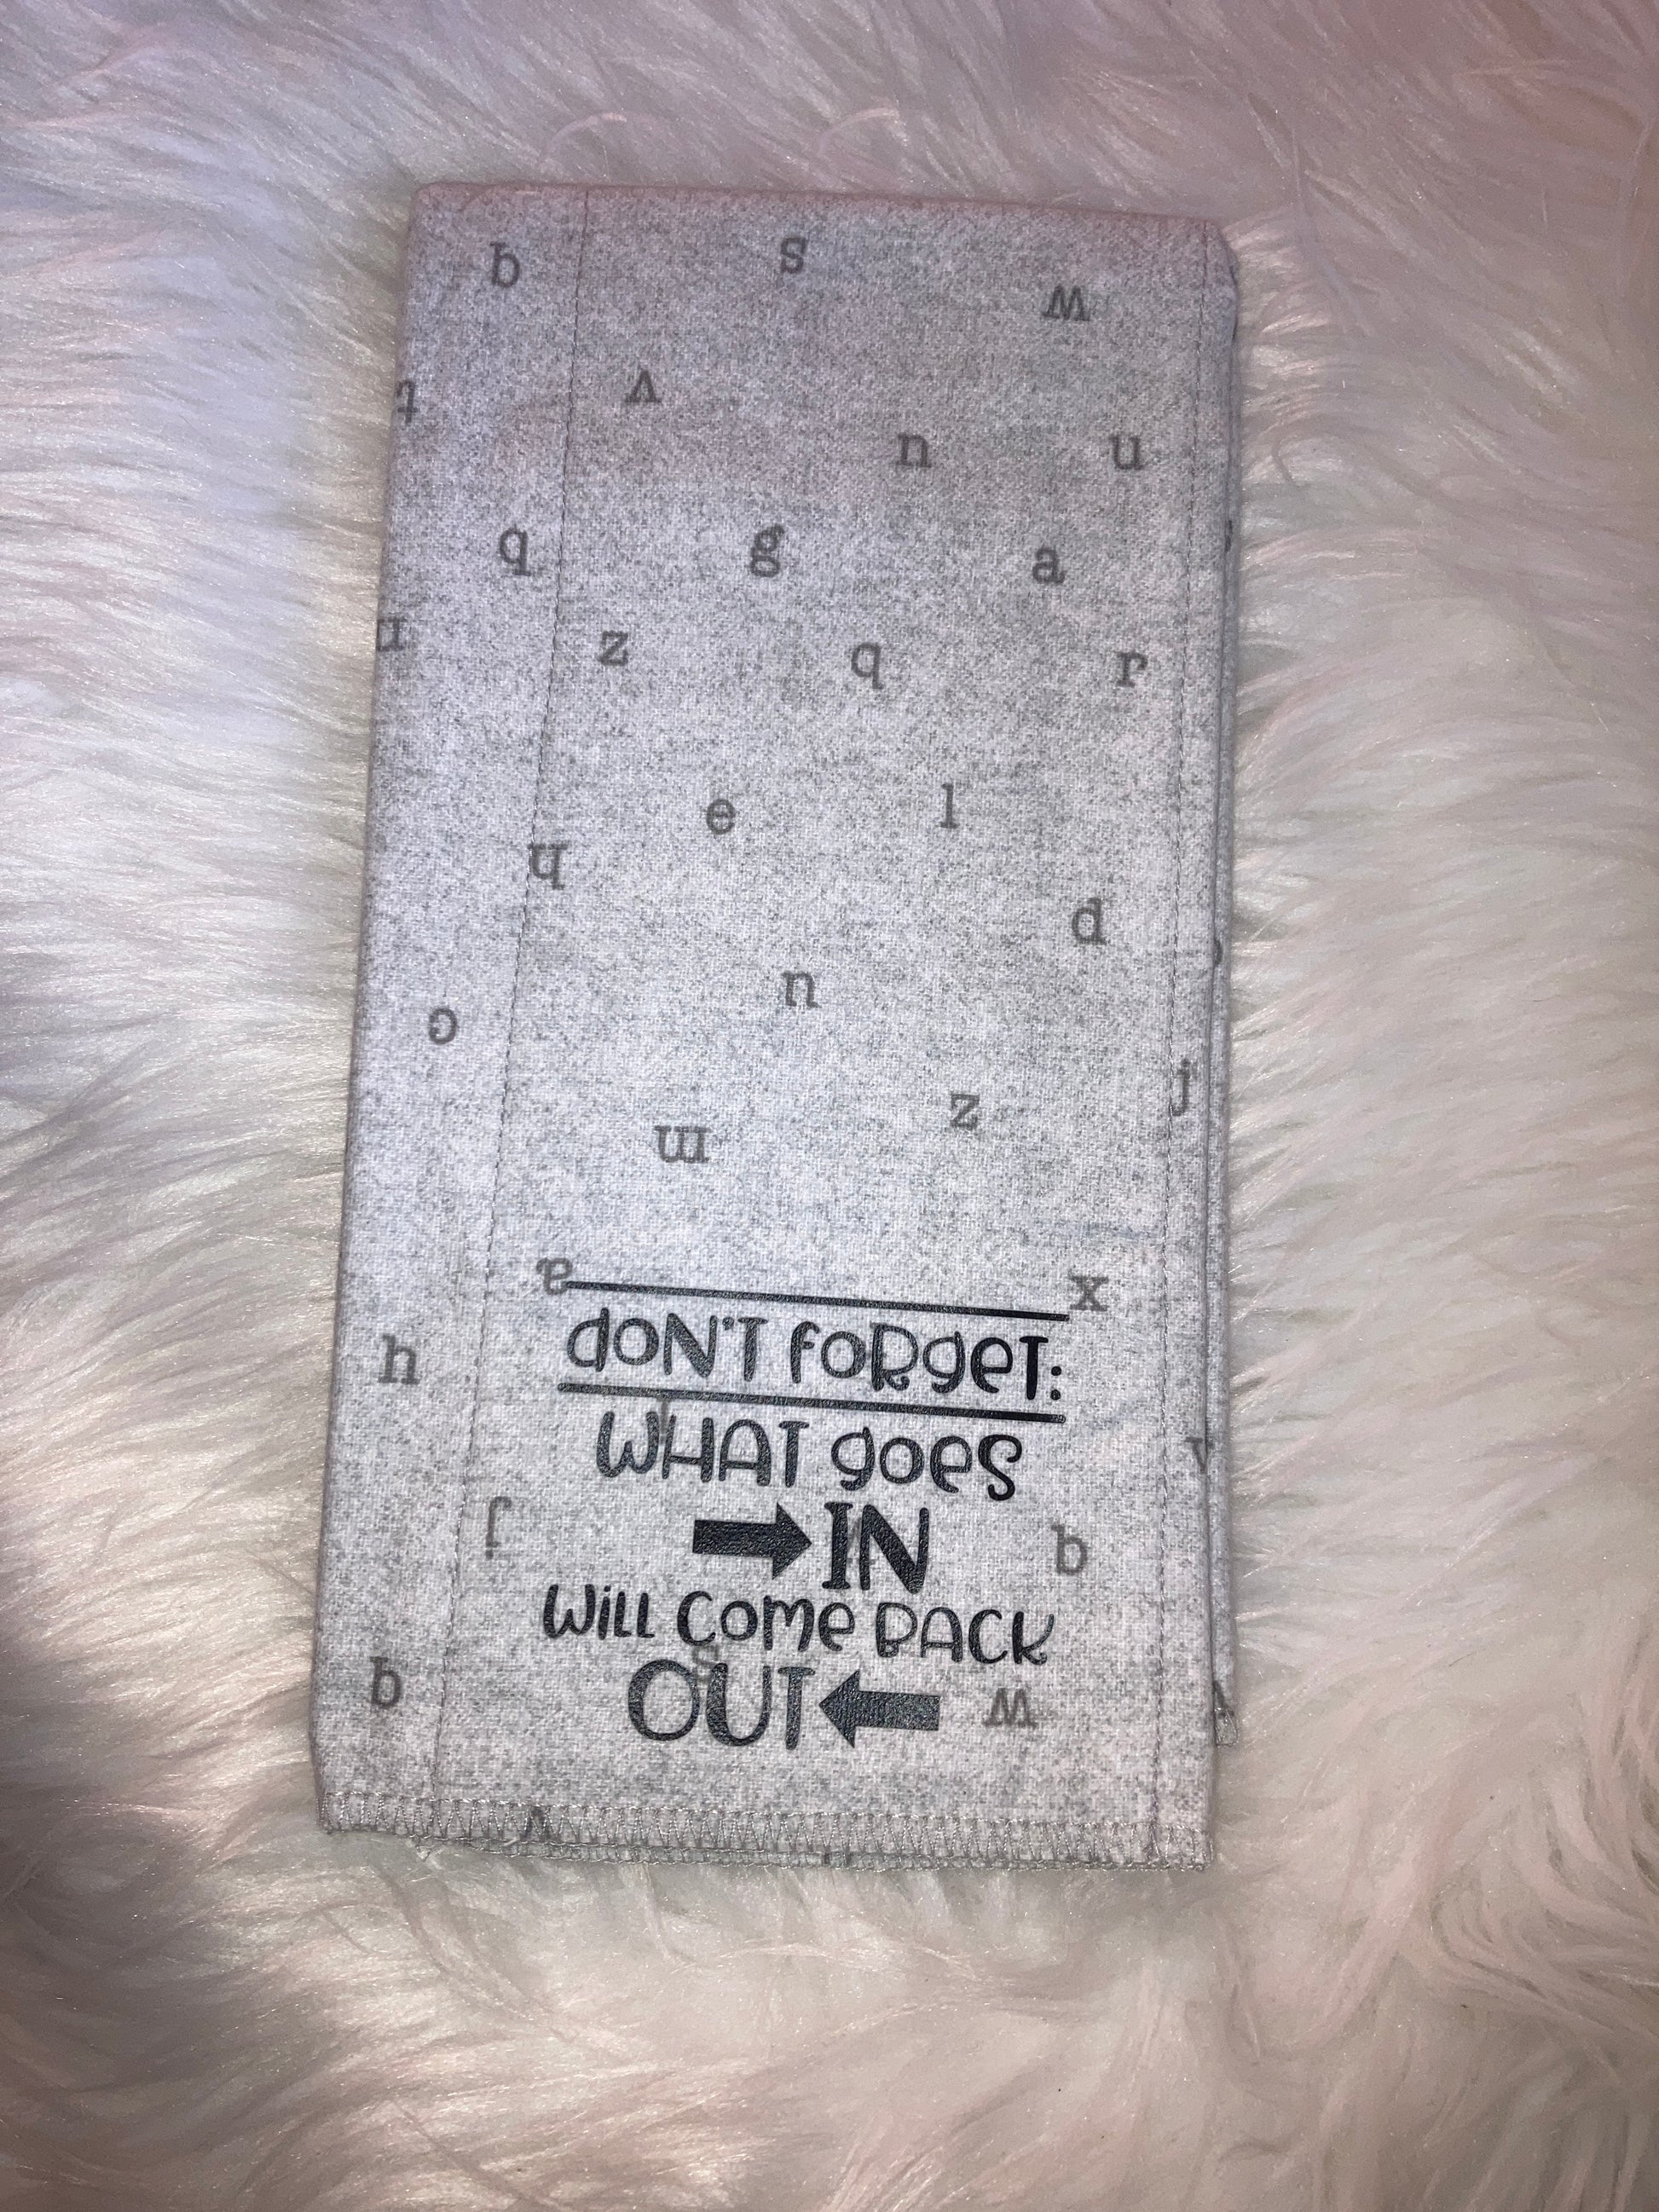 b s w
t v
n u
q g a
u z q r
e l
h
d
n
c
j
z
m
a x
DON'T FORGET:
h
WHAT goes
v
j IN b
Will Come BACK
q OUT w